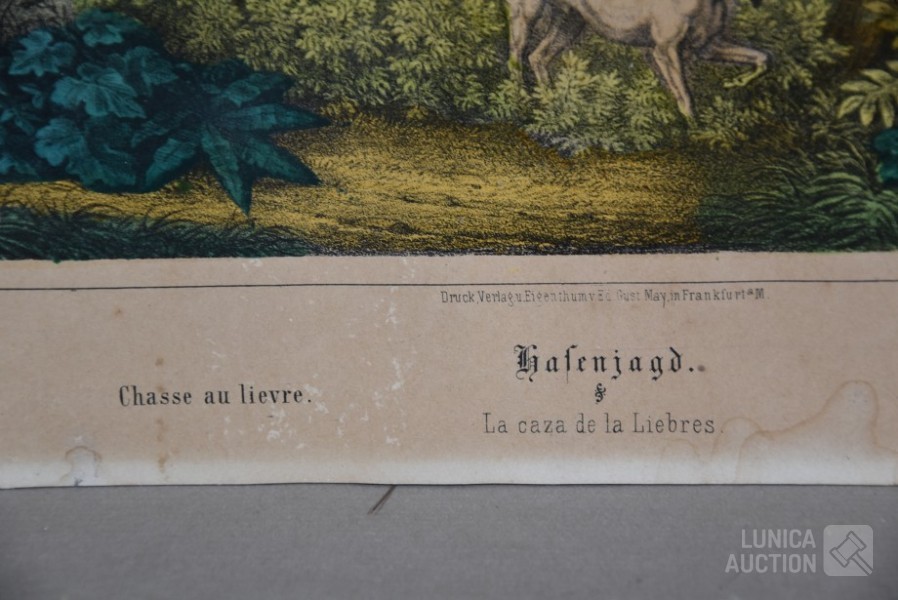 Druck, Verlag u. Eigenthum v. Ed. Gust. May, in Frankfurt a/M.
Haſenjagd.
&
Chasse au lievre.
La caza de la Liebres.
LUNICA
AUCTION